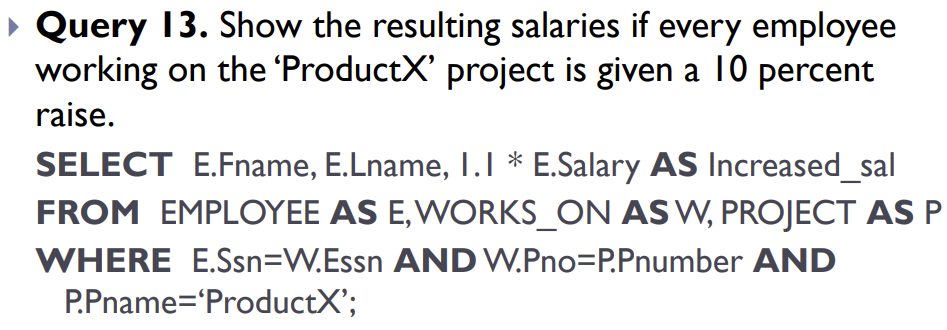 Query 13. Show the resulting salaries if every employee
working on the ‘ProductX’ project is given a 10 percent
raise.
SELECT E.Fname, E.Lname, 1.1 * E.Salary AS Increased_sal
FROM EMPLOYEE AS E, WORKS_ON AS W, PROJECT AS P
WHERE E.Ssn=W.Essn AND W.Pno=P.Pnumber AND
P.Pname=‘ProductX’;